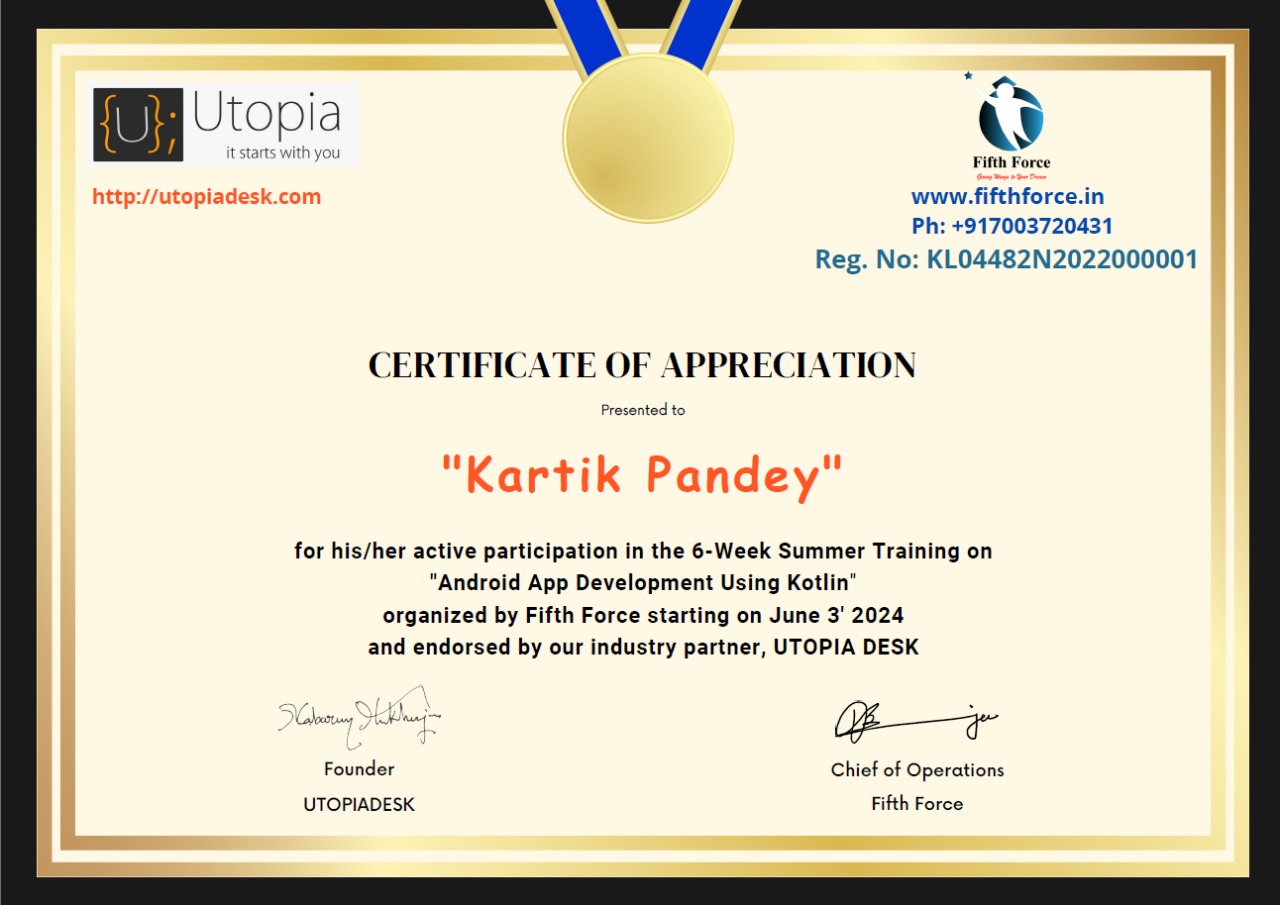 {U}; Utopia
it starts with you
http://utopiadesk.com
Fifth Force
Giving Wings to Your Dream
www.fifthforce.in
Ph: +917003720431
Reg. No: KL04482N2022000001
CERTIFICATE OF APPRECIATION
Presented to
"Kartik Pandey"
for his/her active participation in the 6-Week Summer Training on
"Android App Development Using Kotlin"
organized by Fifth Force starting on June 3' 2024
and endorsed by our industry partner, UTOPIA DESK
Founder
UTOPIADESK
Chief of Operations
Fifth Force